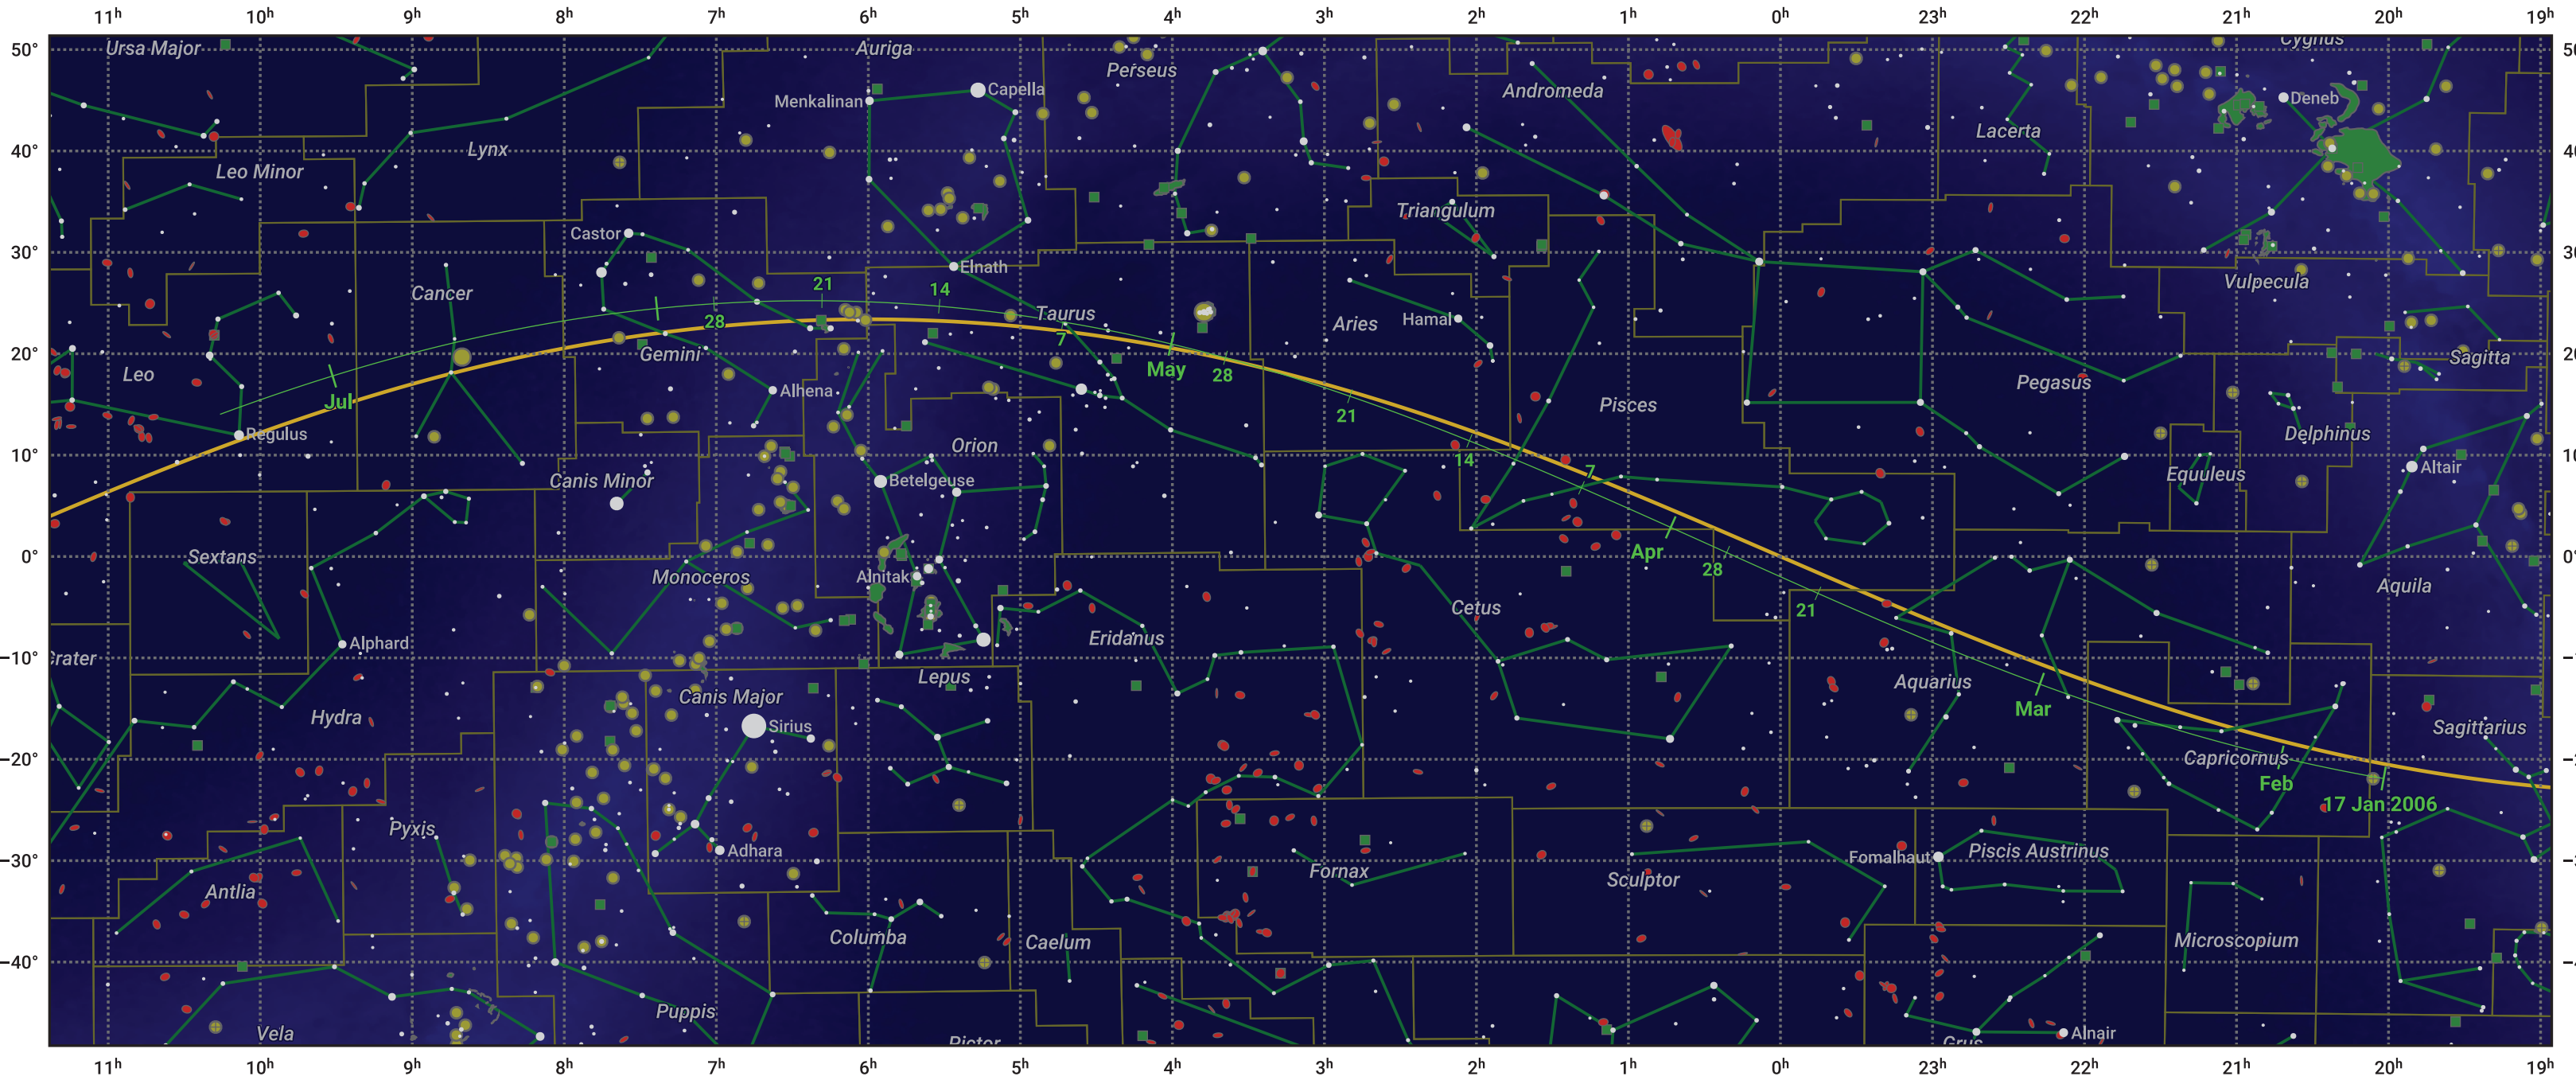 11ʰ 10ʰ 9ʰ 8ʰ 7ʰ 6ʰ 5ʰ 4ʰ 3ʰ 2ʰ 1ʰ 0ʰ 23ʰ 22ʰ 21ʰ 20ʰ 19ʰ
50° Ursa Major Auriga Cygnus
Perseus
Menkalinan Capella Andromeda Deneb
Lacerta
40° Lynx
Leo Minor
Triangulum
Castor
30° Elnath
Cancer 21 14 Vulpecula
28 Taurus Aries Hamal
7
20° Gemini Sagitta
Leo May 28
Pegasus
Alhena
Jul Pisces
21
Regulus Delphinus
10° Orion 14
7 Altair
Canis Minor Betelgeuse Equuleus
0° Sextans Apr
28
Monoceros Alnitak Aquila
Cetus 21
Eridanus
Alphard
−10° Crater
Lepus Aquarius
Canis Major Mar
Hydra Sirius Sagittarius
−20° Capricornus
Feb
17 Jan 2006
Pyxis
Adhara Fomalhaut Piscis Austrinus
−30° Fornax
Antlia Sculptor
Columba Caelum Microscopium
−40°
Puppis
Vela Alnair
Pictor Grus
11ʰ 10ʰ 9ʰ 8ʰ 7ʰ 6ʰ 5ʰ 4ʰ 3ʰ 2ʰ 1ʰ 0ʰ 23ʰ 22ʰ 21ʰ 20ʰ 19ʰ